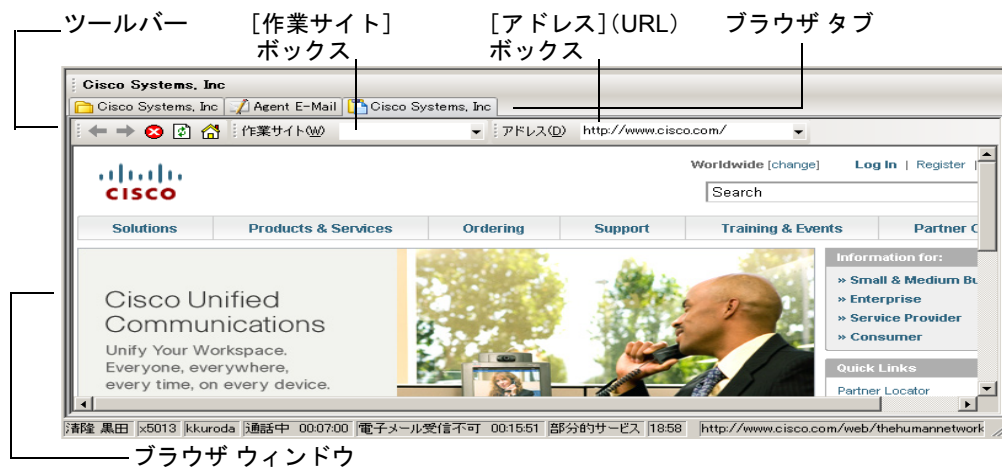 ツールバー
[作業サイト]
ボックス
[アドレス](URL)
ボックス
ブラウザ タブ
Cisco Systems, Inc
Cisco Systems, Inc
Agent E-Mail
Cisco Systems, Inc
作業サイト(W)
アドレス(D) http://www.cisco.com/
CISCO
Worldwide [change] Log In | Register |
Search
Solutions Products & Services Ordering Support Training & Events Partner C
Cisco Unified
Communications
Unify Your Workspace.
Everyone, everywhere,
every time, on every device.
Information for:
» Small & Medium Bu
» Enterprise
» Service Provider
» Consumer
Quick Links
Partner Locator
清隆 黒田 x5013 kkuroda 通話中 00:07:00 電子メール受信不可 00:15:51 部分的サービス 18:58 http://www.cisco.com/web/thehumannetwork
ブラウザ ウィンドウ